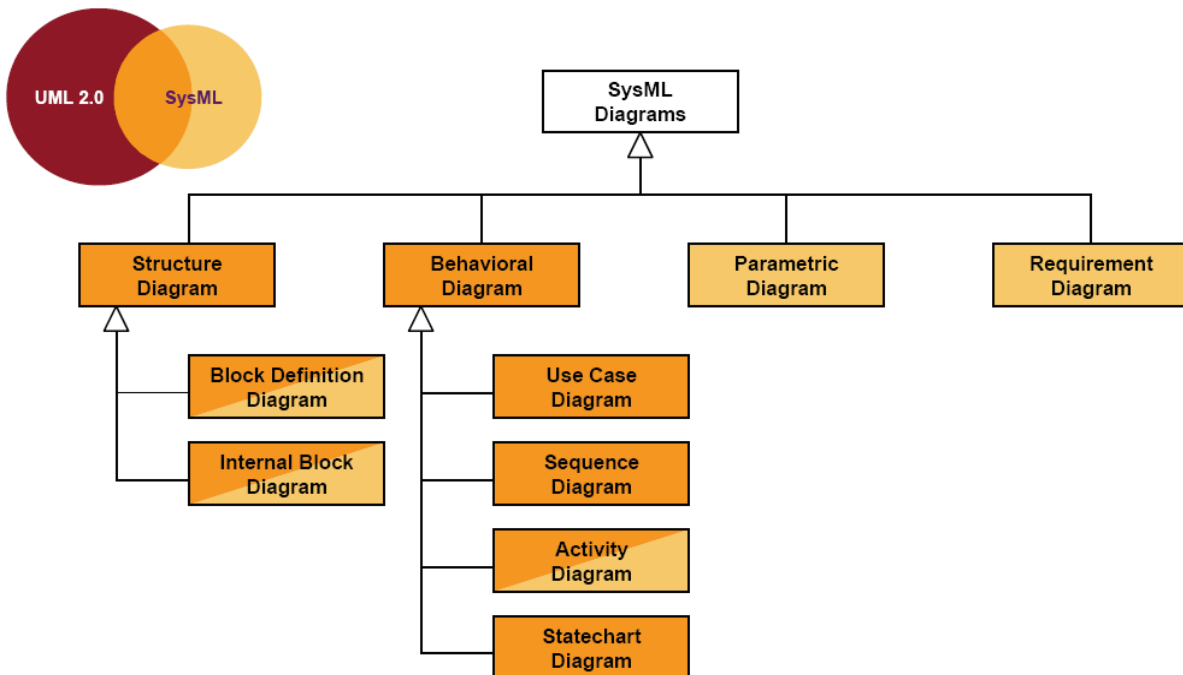 UML 2.0
SysML
SysML
Diagrams
Structure
Diagram
Behavioral
Diagram
Parametric
Diagram
Requirement
Diagram
Block Definition
Diagram
Internal Block
Diagram
Use Case
Diagram
Sequence
Diagram
Activity
Diagram
Statechart
Diagram